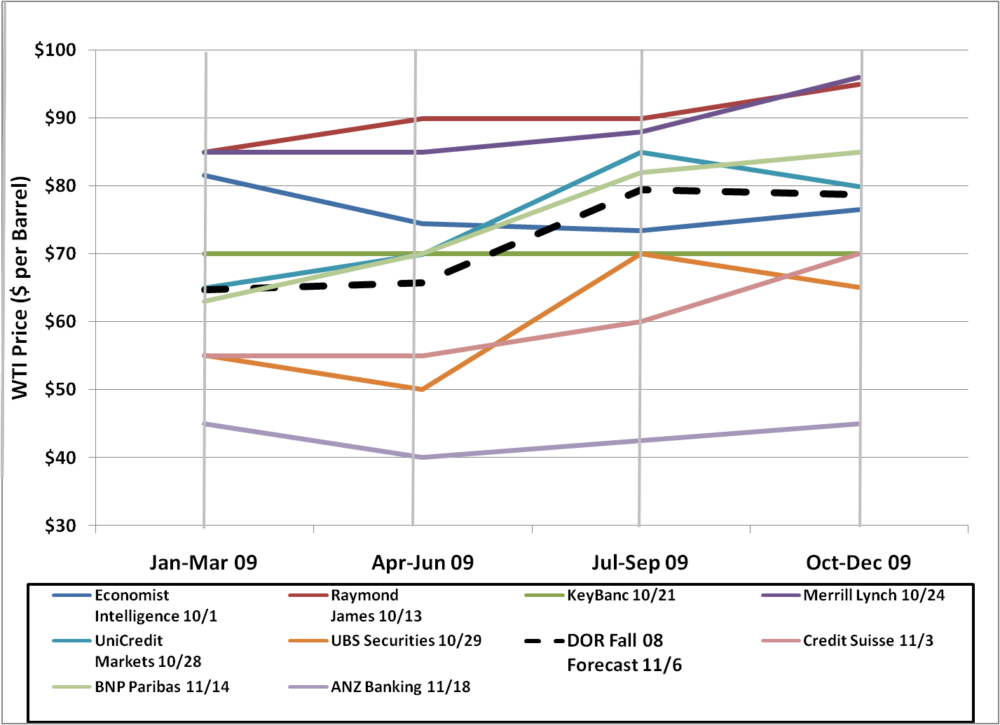 $100
$90
$80
$70
$60
$50
$40
$30
WTI Price ($ per Barrel)
Jan-Mar 09 Apr-Jun 09 Jul-Sep 09 Oct-Dec 09
Economist
Intelligence 10/1
Raymond
James 10/13
KeyBanc 10/21
Merrill Lynch 10/24
UniCredit
Markets 10/28
UBS Securities 10/29
DOR Fall 08
Forecast 11/6
Credit Suisse 11/3
BNP Paribas 11/14
ANZ Banking 11/18